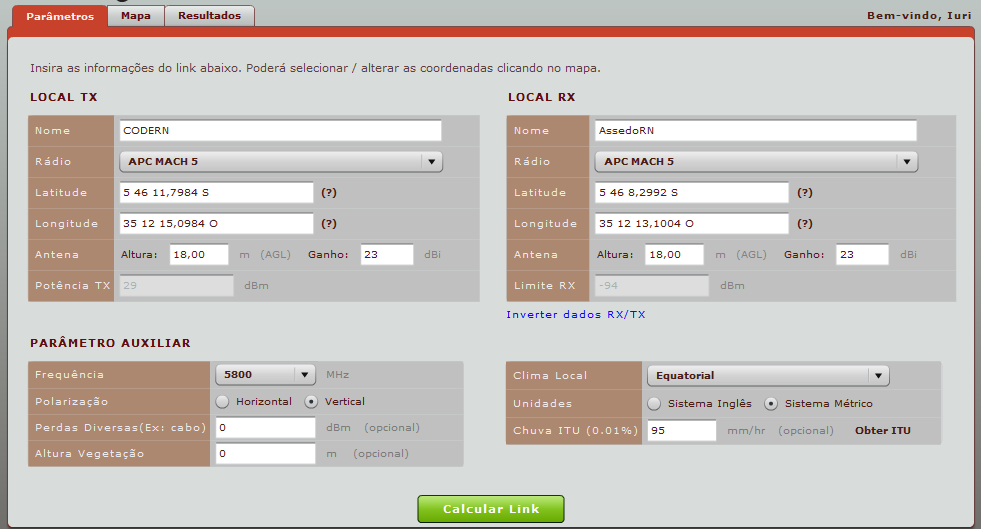 Parâmetros Mapa Resultados Bem-vindo, Iuri
Insira as informações do link abaixo. Poderá selecionar / alterar as coordenadas clicando no mapa.
LOCAL TX
Nome CODERN
Rádio APC MACH 5
Latitude 5 46 11,7984 S (?)
Longitude 35 12 15,0984 O (?)
Antena Altura: 18,00 m (AGL) Ganho: 23 dBi
Potência TX 29 dBm
LOCAL RX
Nome AssedoRN
Rádio APC MACH 5
Latitude 5 46 8,2992 S (?)
Longitude 35 12 13,1004 O (?)
Antena Altura: 18,00 m (AGL) Ganho: 23 dBi
Limite RX -94 dBm
Inverter dados RX/TX
PARÂMETRO AUXILIAR
Frequência 5800 MHz
Polarização Horizontal Vertical
Perdas Diversas(Ex: cabo) 0 dBm (opcional)
Altura Vegetação 0 m (opcional)
Clima Local Equatorial
Unidades Sistema Inglês Sistema Métrico
Chuva ITU (0.01%) 95 mm/hr (opcional) Obter ITU
Calcular Link